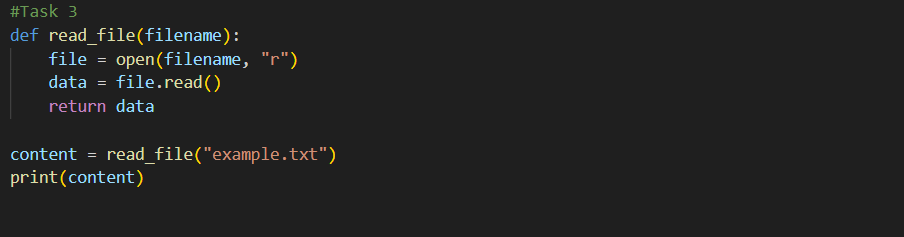 #Task 3
def read_file(filename):
    file = open(filename, "r")
    data = file.read()
    return data
content = read_file("example.txt")
print(content)